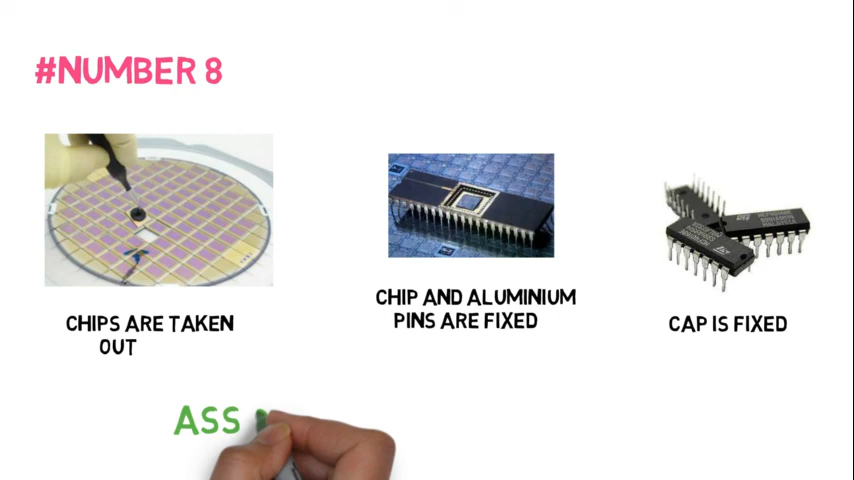 #NUMBER 8
CHIPS ARE TAKEN
OUT
CHIP AND ALUMINIUM
PINS ARE FIXED
CAP IS FIXED
ASS